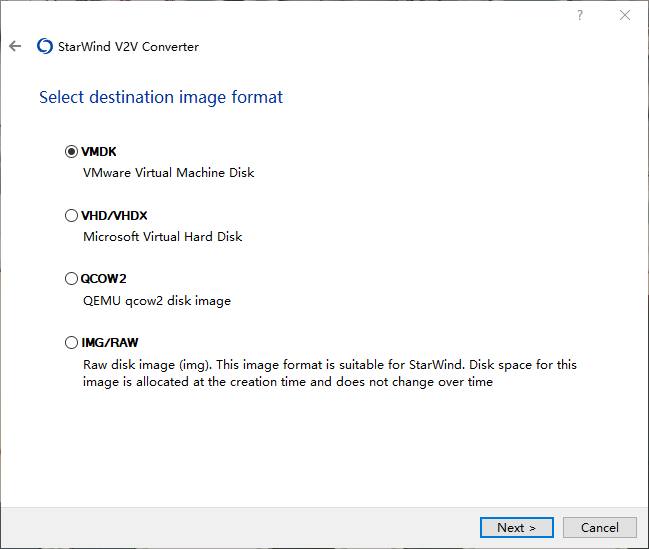 ?
StarWind V2V Converter
Select destination image format
VMDK
VMware Virtual Machine Disk
VHD/VHDX
Microsoft Virtual Hard Disk
QCOW2
QEMU qcow2 disk image
IMG/RAW
Raw disk image (img). This image format is suitable for StarWind. Disk space for this
image is allocated at the creation time and does not change over time
Next > Cancel